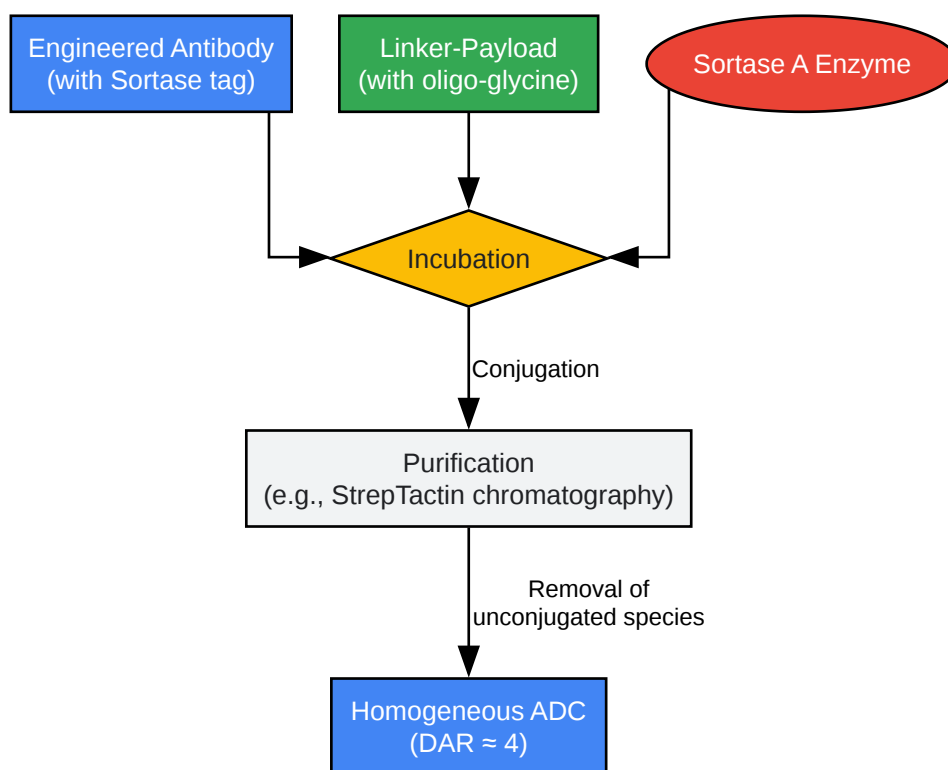 Engineered Antibody
(with Sortase tag)
Linker-Payload
(with oligo-glycine)
Sortase A Enzyme
Incubation
Conjugation
Purification
(e.g., StrepTactin chromatography)
Removal of
unconjugated species
Homogeneous ADC
(DAR ≈ 4)